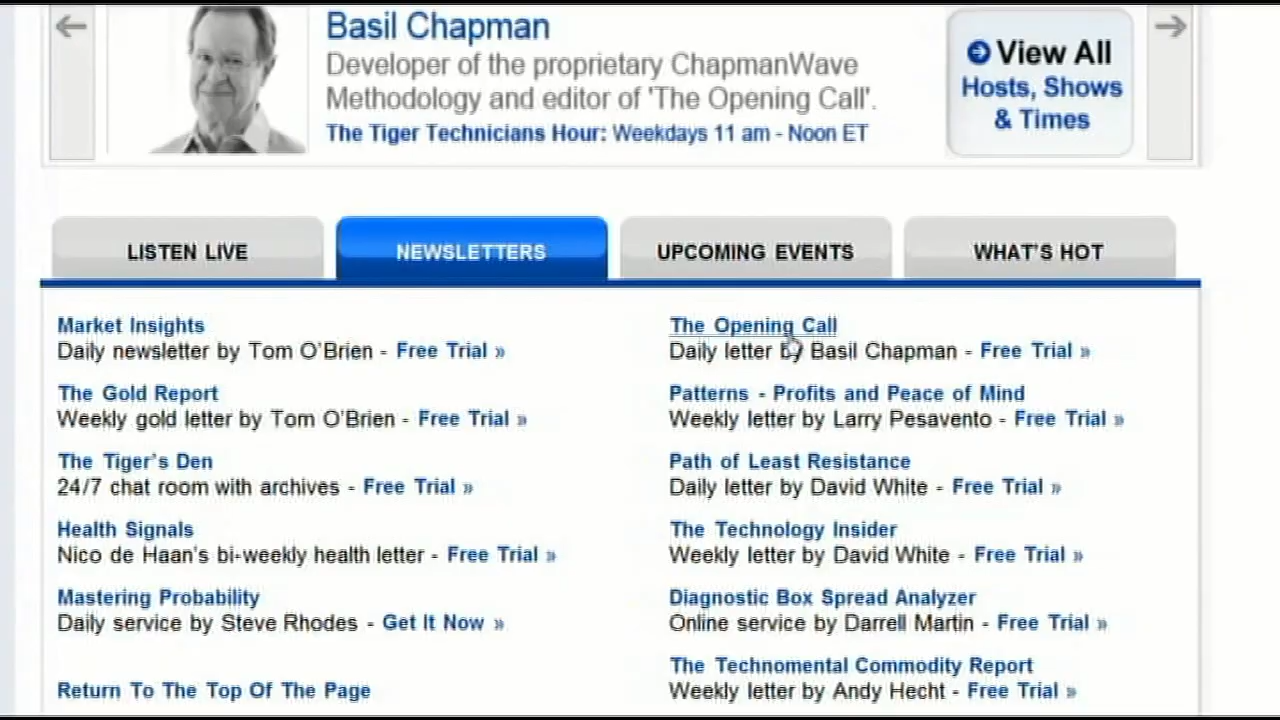 Basil Chapman
Developer of the proprietary ChapmanWave
Methodology and editor of 'The Opening Call'.
The Tiger Technicians Hour: Weekdays 11 am - Noon ET
View All
Hosts, Shows
& Times
LISTEN LIVE
NEWSLETTERS
UPCOMING EVENTS
WHAT'S HOT
Market Insights
Daily newsletter by Tom O'Brien - Free Trial »
The Gold Report
Weekly gold letter by Tom O'Brien - Free Trial »
The Tiger's Den
24/7 chat room with archives - Free Trial »
Health Signals
Nico de Haan's bi-weekly health letter - Free Trial »
Mastering Probability
Daily service by Steve Rhodes - Get It Now »
Return To The Top Of The Page
The Opening Call
Daily letter by Basil Chapman - Free Trial »
Patterns - Profits and Peace of Mind
Weekly letter by Larry Pesavento - Free Trial »
Path of Least Resistance
Daily letter by David White - Free Trial »
The Technology Insider
Weekly letter by David White - Free Trial »
Diagnostic Box Spread Analyzer
Online service by Darrell Martin - Free Trial »
The Technomental Commodity Report
Weekly letter by Andy Hecht - Free Trial »